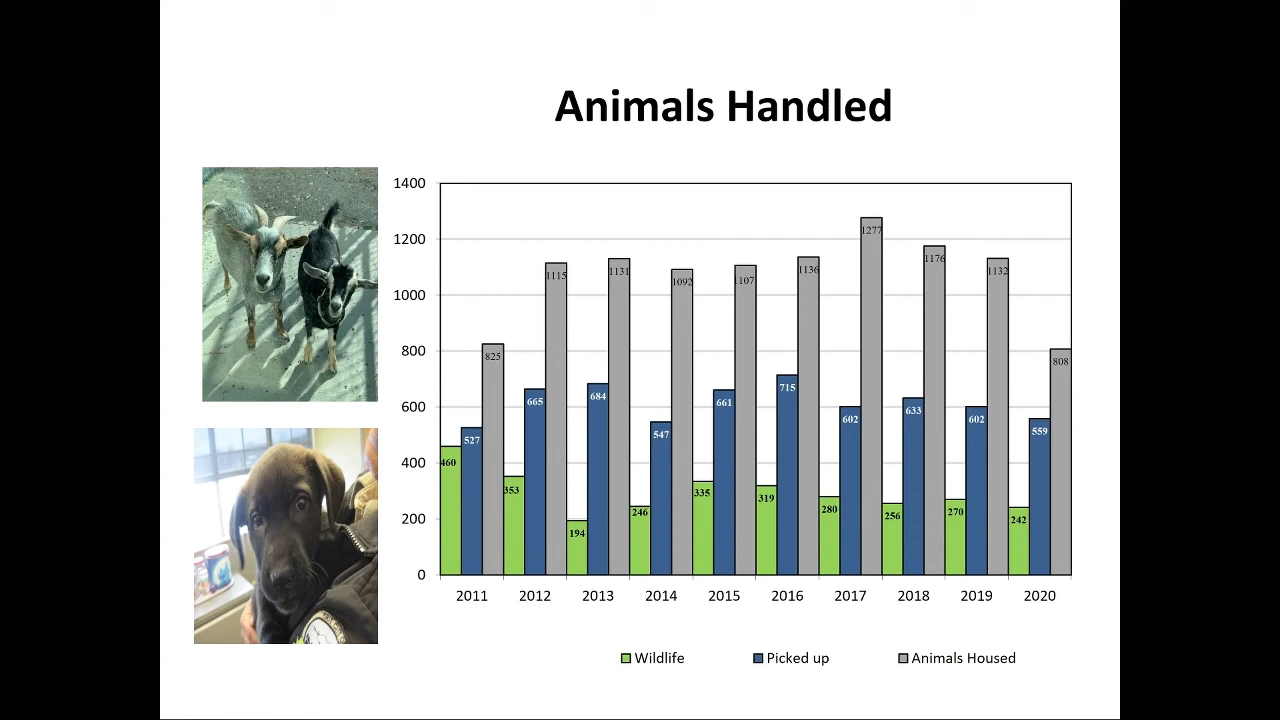 Animals Handled
1400
1200
1000
800
600
400
200
0
460 527 825
353 665 1115
194 684 1131
246 547 1092
335 661 1107
319 715 1136
280 602 1277
256 633 1176
270 602 1132
242 559 808
2011 2012 2013 2014 2015 2016 2017 2018 2019 2020
Wildlife Picked up Animals Housed